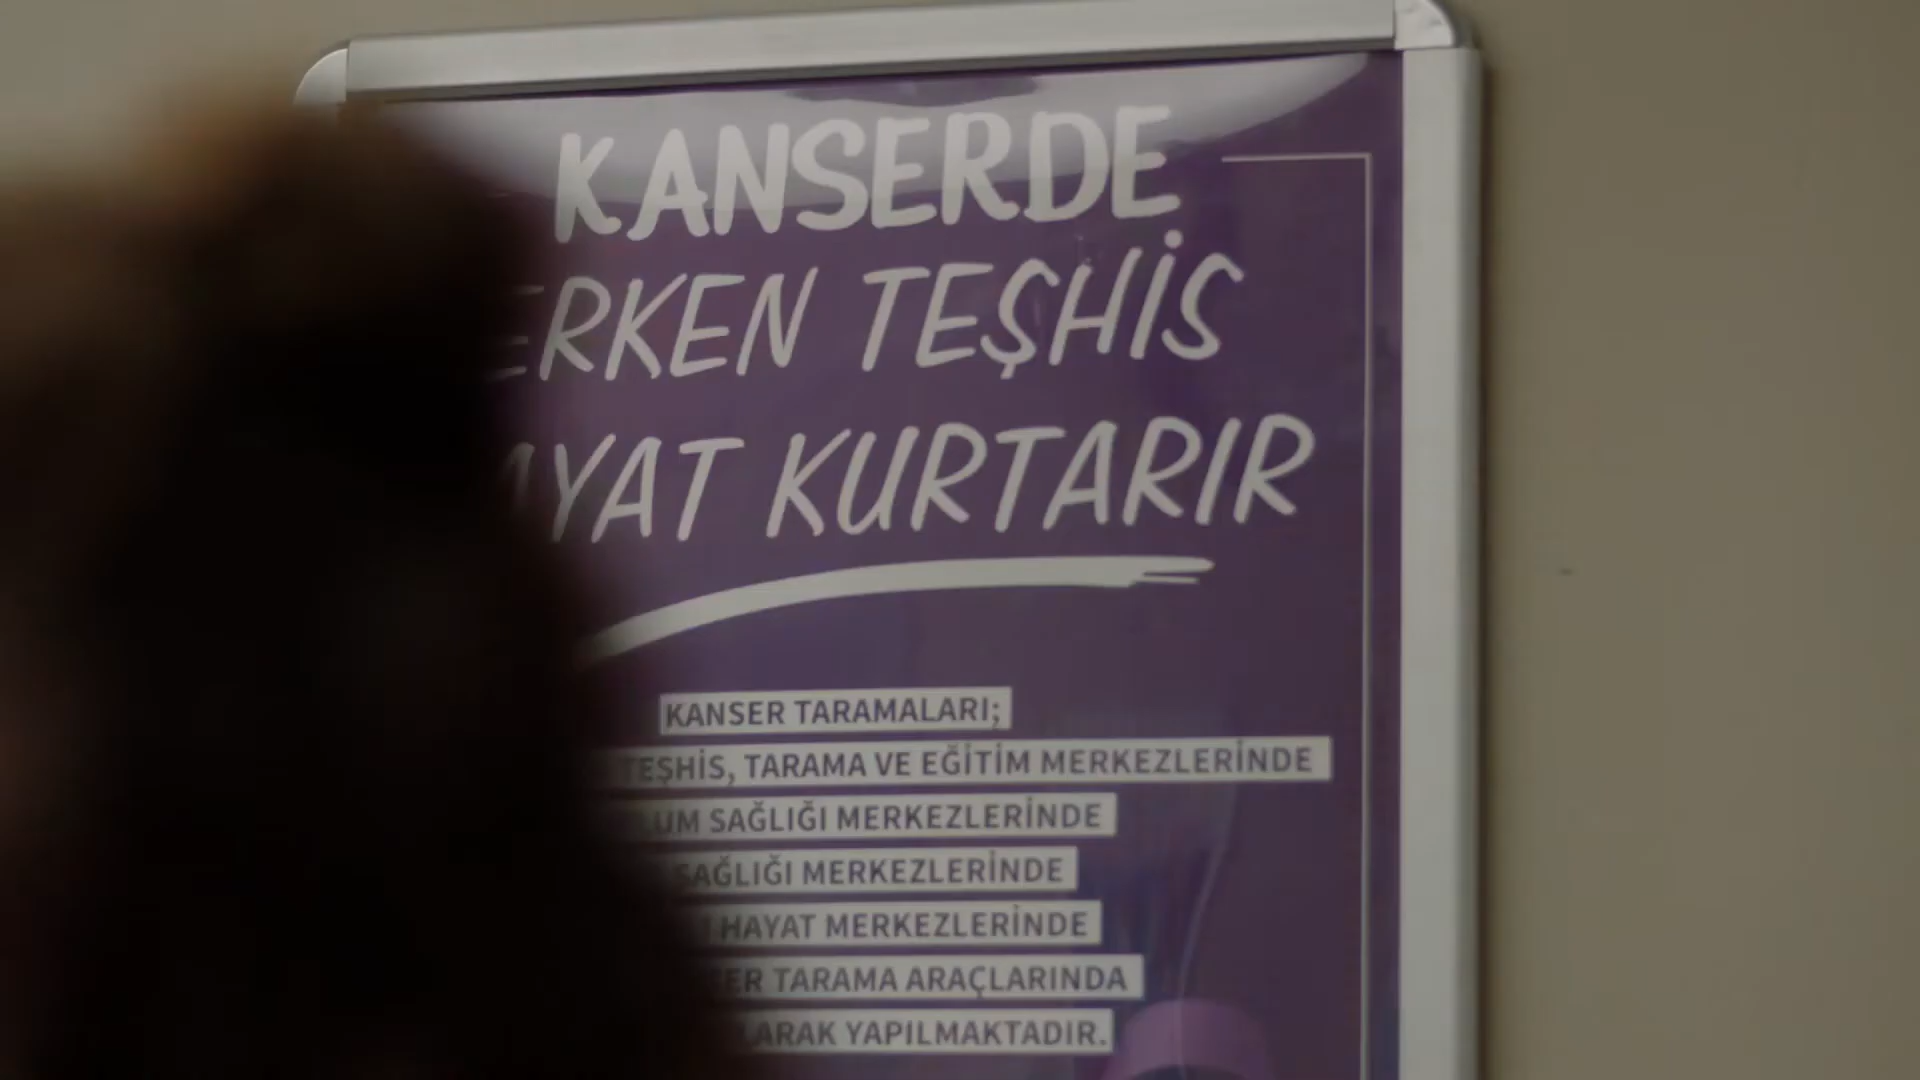 KANSERDE
ERKEN TEŞHİS
HAYAT KURTARIR
KANSER TARAMALARI;
TEŞHİS, TARAMA VE EĞİTİM MERKEZLERİNDE
SAĞLIĞI MERKEZLERİNDE
SAĞLIĞI MERKEZLERİNDE
HAYAT MERKEZLERİNDE
TARAMA ARAÇLARINDA
YAPILMAKTADIR.